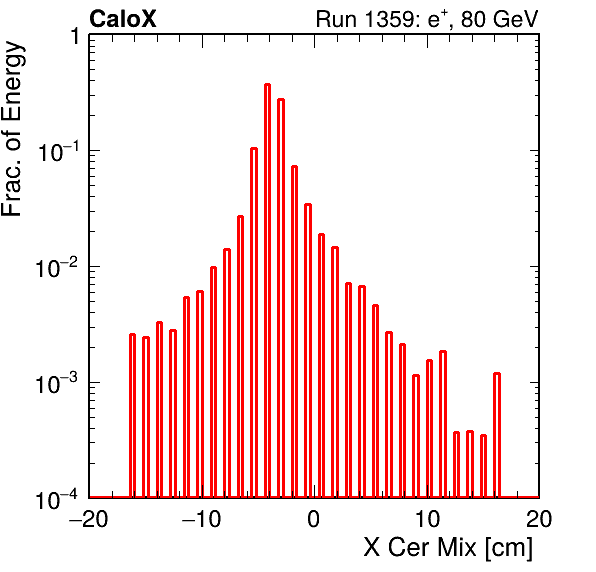 CaloX Run 1359: e⁺, 80 GeV
Frac. of Energy
1
10⁻¹
10⁻²
10⁻³
10⁻⁴
−20 −10 0 10 20
X Cer Mix [cm]